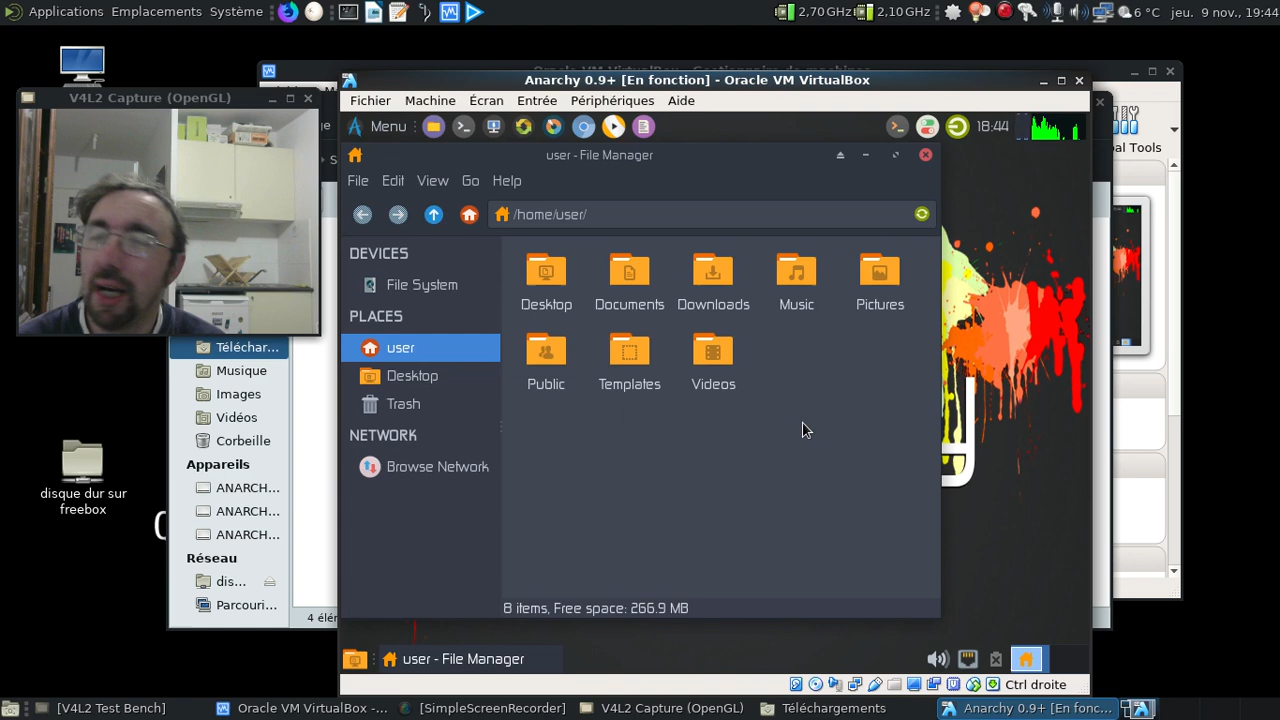 Applications Emplacements Système
2,70 GHz 2,10 GHz 6 °C jeu. 9 nov., 19:44
V4L2 Capture (OpenGL)
Anarchy 0.9+ [En fonction] - Oracle VM VirtualBox
Fichier Machine Écran Entrée Périphériques Aide
Menu 18:44
bal Tools
user - File Manager
File Edit View Go Help
/home/user/
DEVICES
File System
PLACES
user
Desktop
Trash
NETWORK
Browse Network
Desktop Documents Downloads Music Pictures
Public Templates Videos
8 items, Free space: 266.9 MB
user - File Manager
Ctrl droite
Téléchar...
Musique
Images
Vidéos
Corbeille
Appareils
ANARCH...
ANARCH...
ANARCH...
Réseau
dis...
Parcouri...
4 élér
disque dur sur
freebox
[V4L2 Test Bench] Oracle VM VirtualBox -... [SimpleScreenRecorder] V4L2 Capture (OpenGL) Téléchargements Anarchy 0.9+ [En fonc...